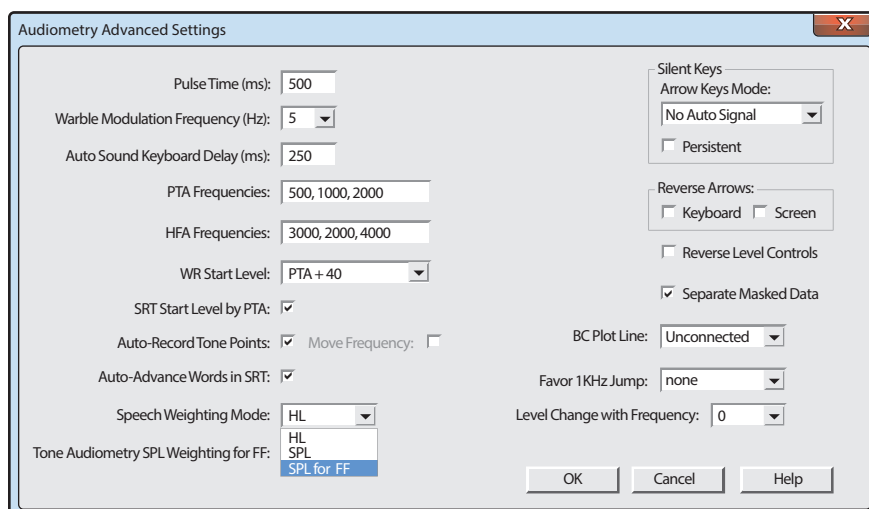 Audiometry Advanced Settings
X
Pulse Time (ms): 500
Warble Modulation Frequency (Hz): 5
Auto Sound Keyboard Delay (ms): 250
PTA Frequencies: 500, 1000, 2000
HFA Frequencies: 3000, 2000, 4000
WR Start Level: PTA + 40
SRT Start Level by PTA:
Auto-Record Tone Points: Move Frequency:
Auto-Advance Words in SRT:
Speech Weighting Mode: HL
HL
Tone Audiometry SPL Weighting for FF: SPL
SPL for FF
Silent Keys
Arrow Keys Mode:
No Auto Signal
Persistent
Reverse Arrows:
Keyboard Screen
Reverse Level Controls
Separate Masked Data
BC Plot Line: Unconnected
Favor 1KHz Jump: none
Level Change with Frequency: 0
OK Cancel Help